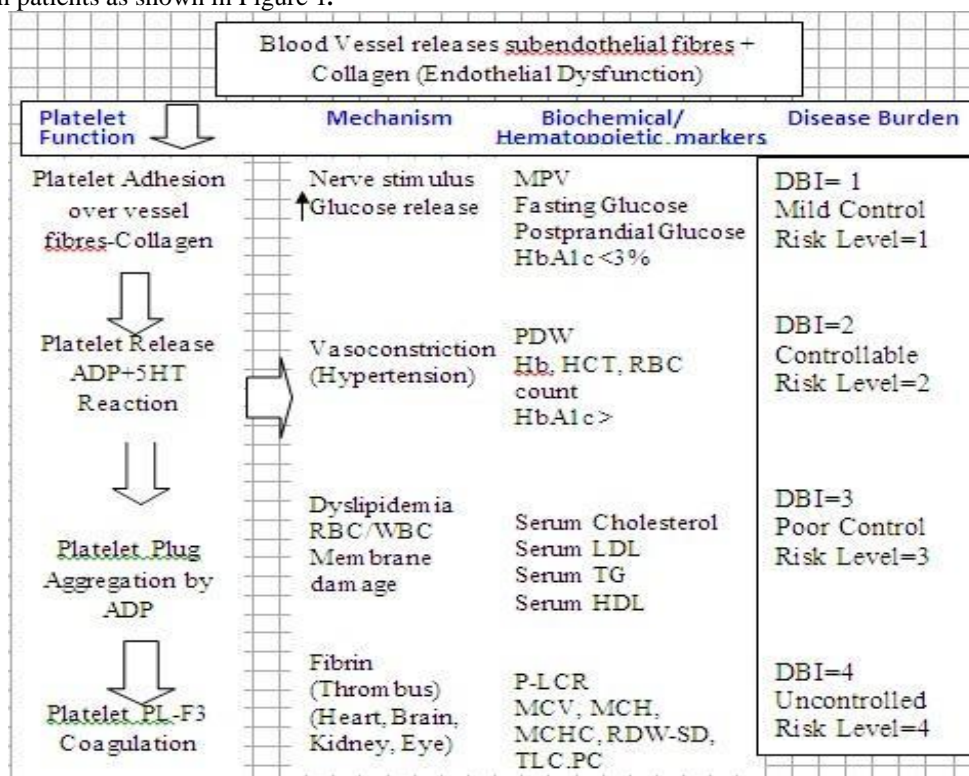 in patients as shown in Figure 1.
Blood Vessel releases subendothelial fibres +
Collagen (Endothelial Dysfunction)
Platelet
Function
Mechanism
Biochemical/
Hematopoietic markers
Disease Burden
Platelet Adhesion
over vessel
fibres-Collagen
Nerve stimulus
Glucose release
MPV
Fasting Glucose
Postprandial Glucose
HbA1c <3%
DBI= 1
Mild Control
Risk Level=1
Platelet Release
ADP+5HT
Reaction
Vasoconstriction
(Hypertension)
PDW
Hb, HCT, RBC
count
HbA1c >
DBI=2
Controllable
Risk Level=2
Platelet Plug
Aggregation by
ADP
Dyslipidemia
RBC/WBC
Membrane
damage
Serum Cholesterol
Serum LDL
Serum TG
Serum HDL
DBI=3
Poor Control
Risk Level=3
Platelet PL-F3
Coagulation
Fibrin
(Thrombus)
(Heart, Brain,
Kidney, Eye)
P-LCR
MCV, MCH,
MCHC, RDW-SD,
TLC.PC
DBI=4
Uncontrolled
Risk Level=4